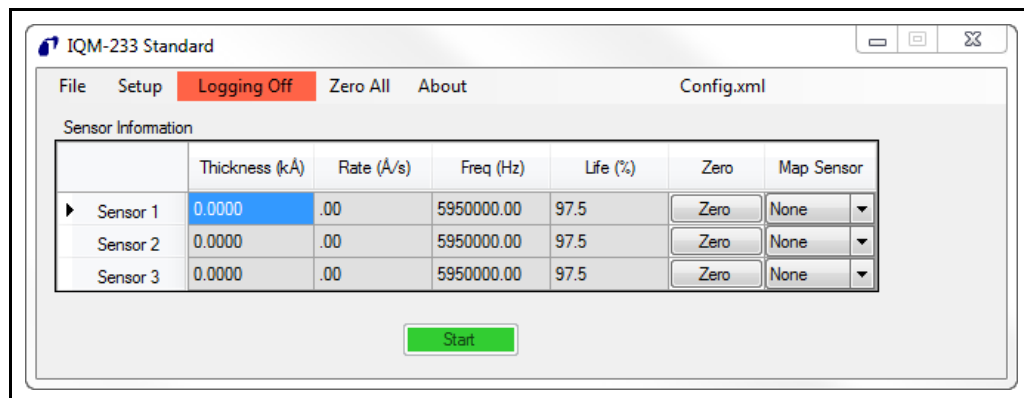 IQM-233 Standard
File Setup Logging Off Zero All About Config.xml
Sensor Information
Thickness (kÅ) Rate (Å/s) Freq (Hz) Life (%) Zero Map Sensor
Sensor 1 0.0000 .00 5950000.00 97.5 Zero None
Sensor 2 0.0000 .00 5950000.00 97.5 Zero None
Sensor 3 0.0000 .00 5950000.00 97.5 Zero None
Start